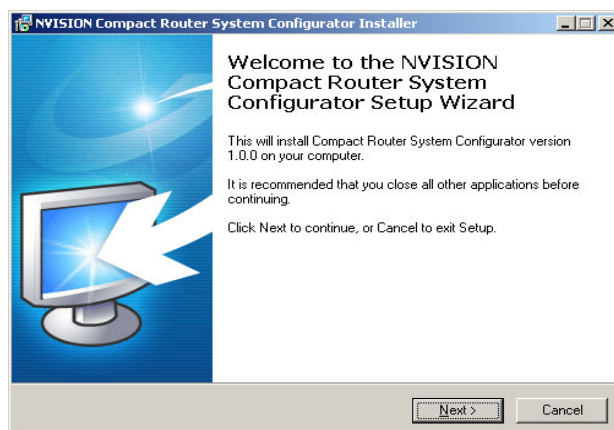 NVISION Compact Router System Configurator Installer
Welcome to the NVISION
Compact Router System
Configurator Setup Wizard
This will install Compact Router System Configurator version
1.0.0 on your computer.
It is recommended that you close all other applications before
continuing.
Click Next to continue, or Cancel to exit Setup.
Next >
Cancel